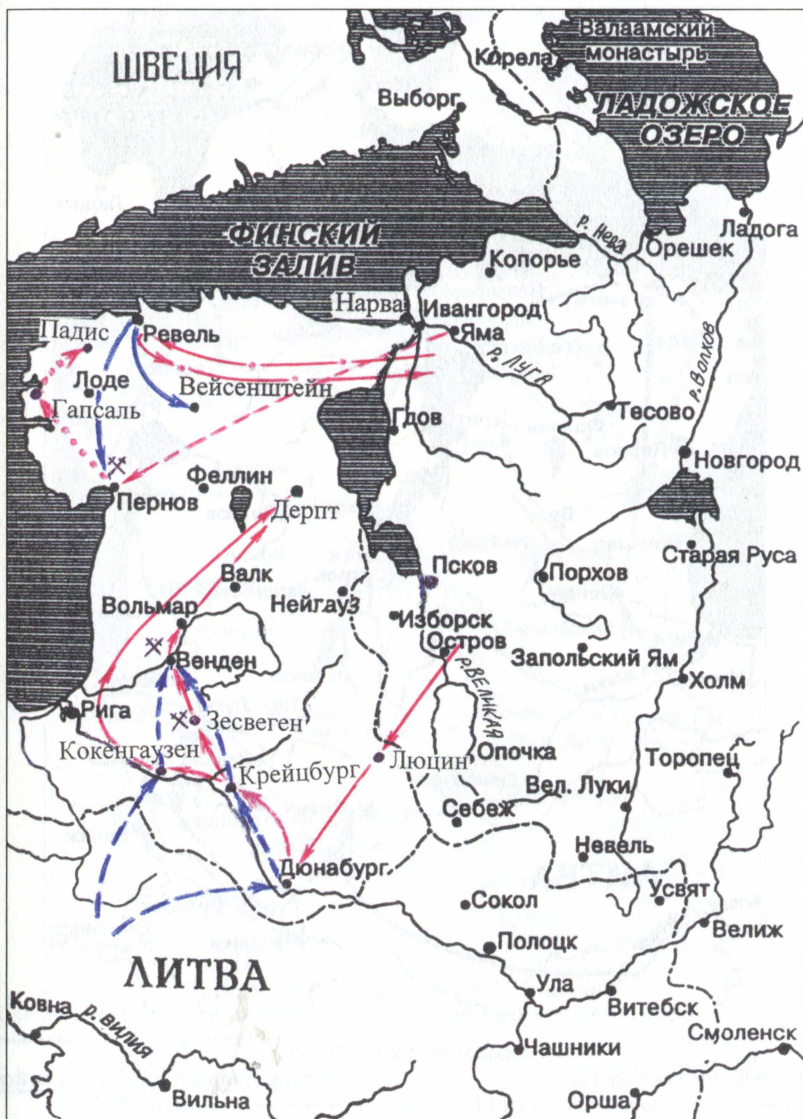 Валаамский
монастырь
Корела
ШВЕЦИЯ
Выборг
ЛАДОЖСКОЕ
ОЗЕРО
р. Нева
Ладога
Орешек
ФИНСКИЙ
ЗАЛИВ
Копорье
Нарва
Ивангород
Падис
Ревель
Яма
р. Луга
р. Волхов
Лоде
Вейсенштейн
Гапсаль
Гдов
Тесово
Новгород
Феллин
Пернов
Дерпт
Старая Руса
Псков
Порхов
Валк
Нейгауз
Вольмар
Изборск
Остров
Запольский Ям
Венден
р. ВЕЛИКАЯ
Холм
Рига
Зесвеген
Кокенгаузен
Опочка
Люцин
Торопец
Крейцбург
Вел. Луки
Себеж
Невель
Дюнабург
Усвят
Сокол
Велиж
Полоцк
ЛИТВА
Ула
Витебск
Ковна
р. ВИЛИЯ
Смоленск
Чашники
Вильна
Орша